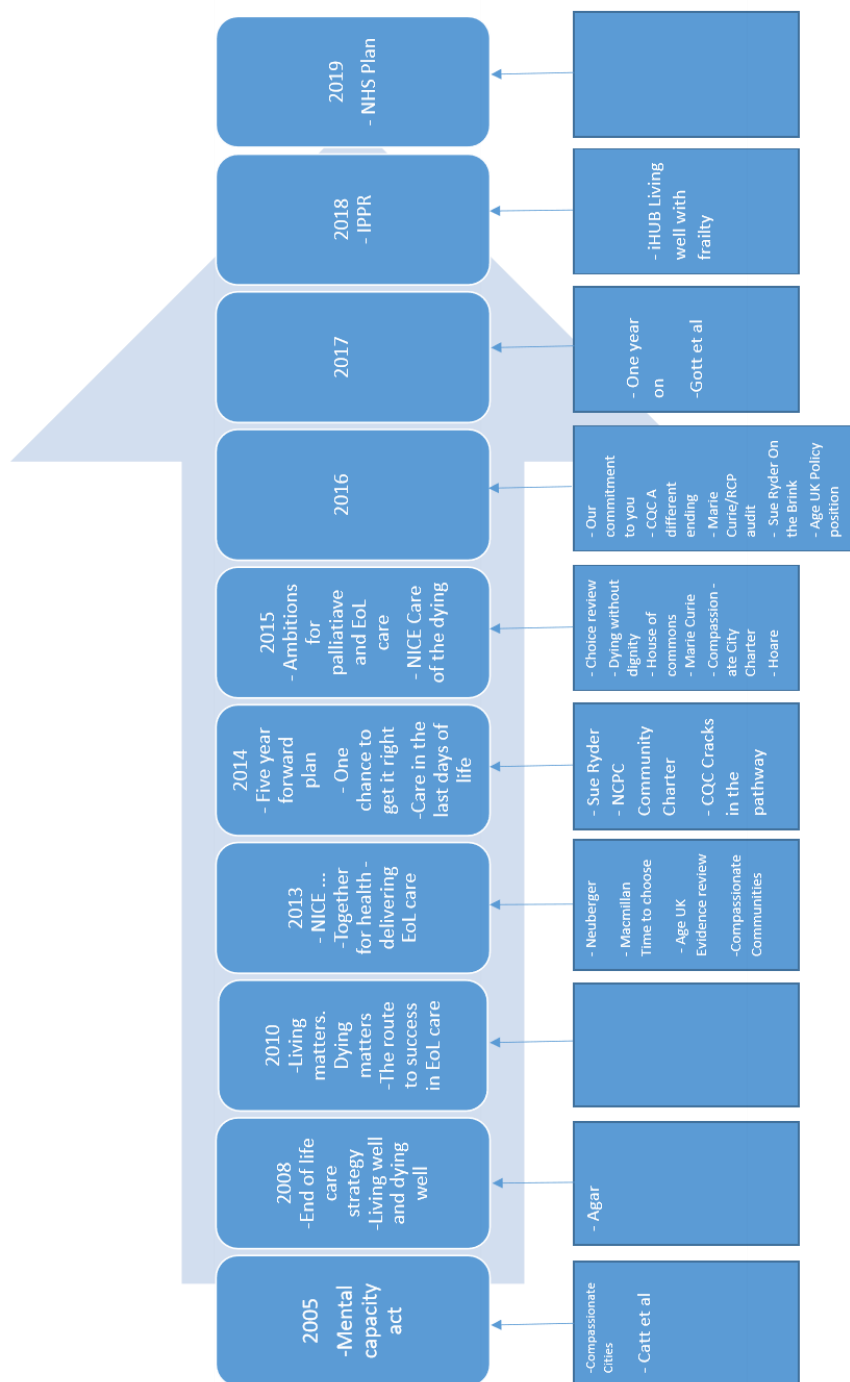 2005
-Mental
capacity
act
2008
-End of life
care
strategy
-Living well
and dying
well
2010
-Living
matters.
Dying
matters
-The route
to success
in EoL care
2013
- NICE ...
-Together
for health -
delivering
EoL care
2014
- Five year
forward
plan
- One
chance to
get it right
-Care in the
last days of
life
2015
- Ambitions
for
palliatiave
and EoL
care
- NICE Care
of the dying
2016
2017
2018
- IPPR
2019
- NHS Plan
-Compassionate
Cities
- Catt et al
- Agar
- Neuberger
- Macmillan
Time to choose
- Age UK
Evidence review
-Compassionate
Communities
- Sue Ryder
- NCPC
Community
Charter
- CQC Cracks
in the
pathway
- Choice review
- Dying without
dignity
- House of
commons
- Marie Curie
- Compassion -
ate City
Charter
- Hoare
- Our
commitment
to you
- CQC A
different
ending
- Marie
Curie/RCP
audit
- Sue Ryder On
the Brink
- Age UK Policy
position
- One year
on
-Gott et al
- iHUB Living
well with
frailty